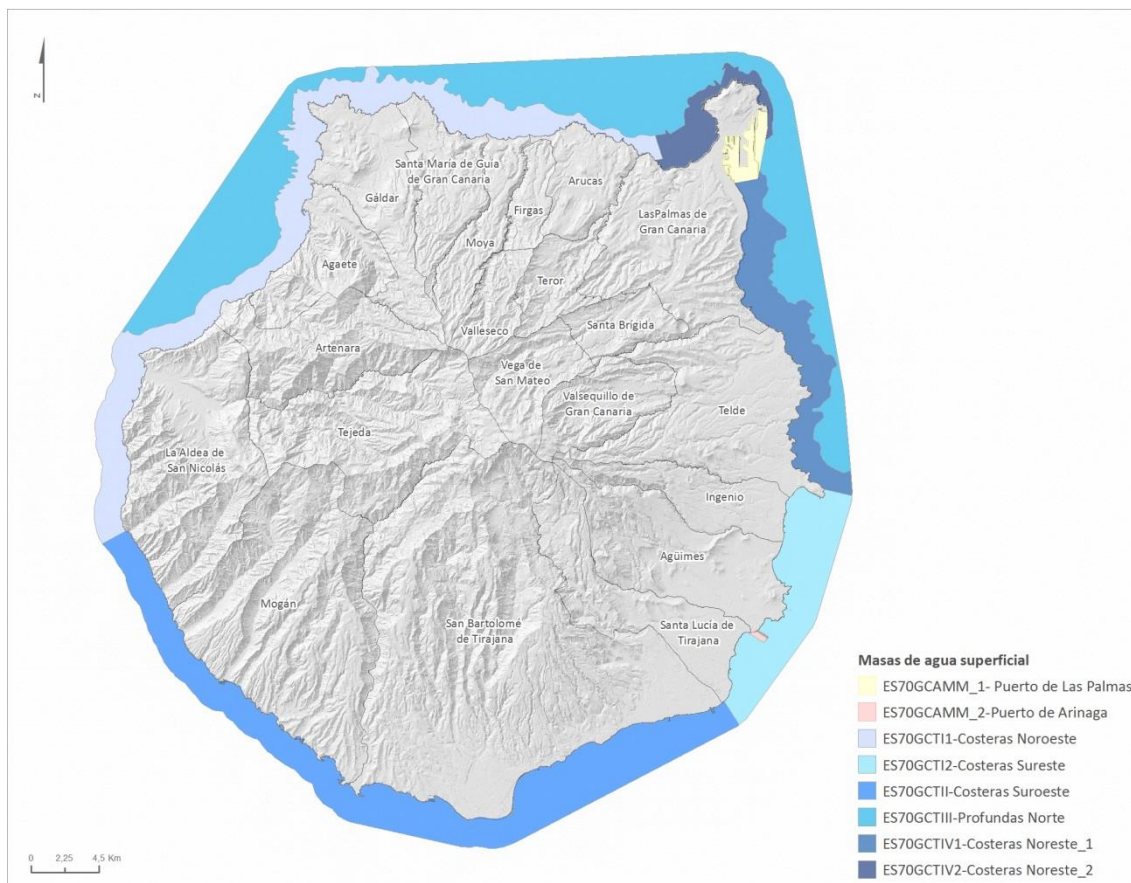 N
Santa Maria de Guia
de Gran Canaria
Arucas
Gáldar
Firgas
LasPalmas de
Gran Canaria
Moya
Agaete
Teror
Valleseco
Santa Brígida
Artenara
Vega de
San Mateo
Valsequillo de
Gran Canaria
Telde
Tejeda
La Aldea de
San Nicolás
Ingenio
Agüimes
Mogán
San Bartolomé
de Tirajana
Santa Lucía de
Tirajana
Masas de agua superficial
ES70GCAMM_1- Puerto de Las Palmas
ES70GCAMM_2-Puerto de Arinaga
ES70GCTI1-Costeras Noroeste
ES70GCTI2-Costeras Sureste
ES70GCTII-Costeras Suroeste
ES70GCTIII-Profundas Norte
ES70GCTIV1-Costeras Noreste_1
ES70GCTIV2-Costeras Noreste_2
0 2,25 4,5 Km